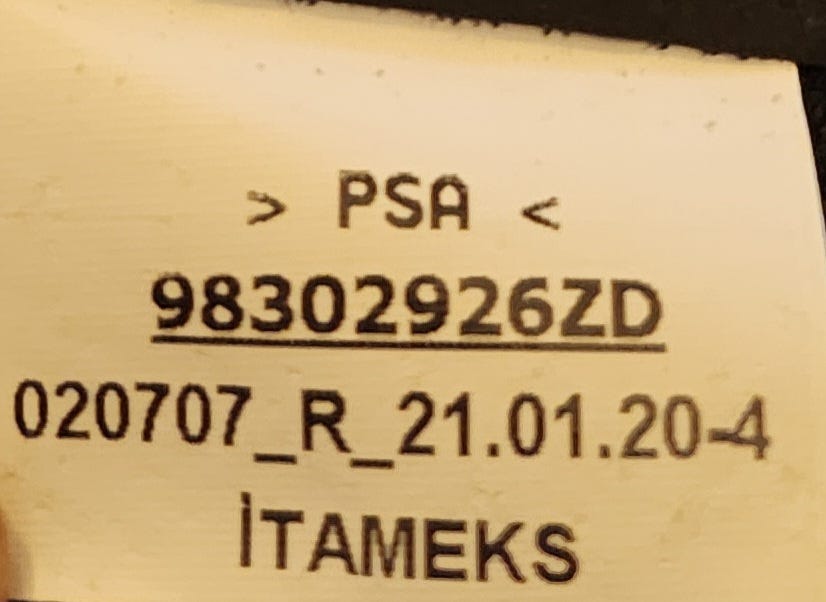 > PSA <
98302926ZD
020707_R_21.01.20-4
İTAMEKS